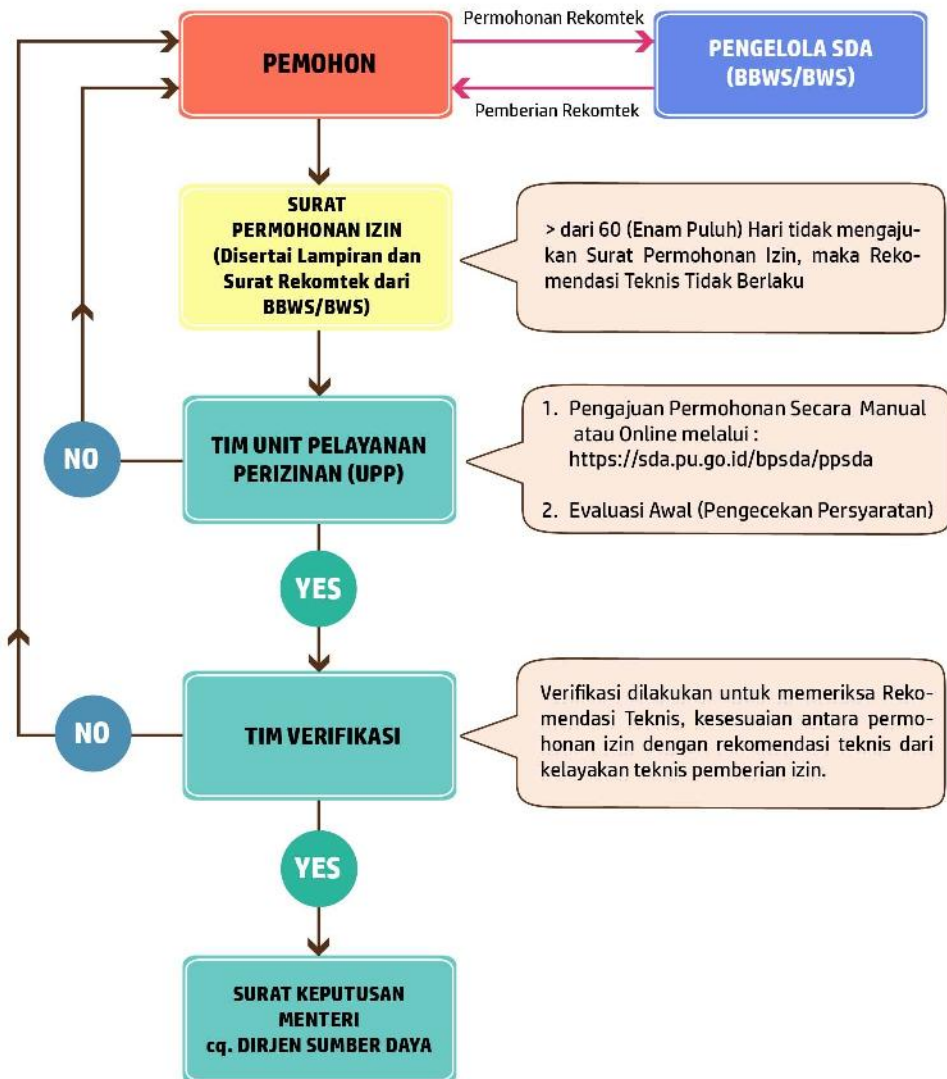 Permohonan Rekomtek
PEMOHON
PENGELOLA SDA
(BBWS/BWS)
Pemberian Rekomtek
SURAT
PERMOHONAN IZIN
(Disertai Lampiran dan
Surat Rekomtek dari
BBWS/BWS)
> dari 60 (Enam Puluh) Hari tidak mengaju-
kan Surat Permohonan Izin, maka Reko-
mendasi Teknis Tidak Berlaku
NO
TIM UNIT PELAYANAN
PERIZINAN (UPP)
1. Pengajuan Permohonan Secara Manual
atau Online melalui :
https://sda.pu.go.id/bpsda/ppsda
2. Evaluasi Awal (Pengecekan Persyaratan)
YES
NO
TIM VERIFIKASI
Verifikasi dilakukan untuk memeriksa Reko-
mendasi Teknis, kesesuaian antara permo-
honan izin dengan rekomendasi teknis dari
kelayakan teknis pemberian izin.
YES
SURAT KEPUTUSAN
MENTERI
cq. DIRJEN SUMBER DAYA